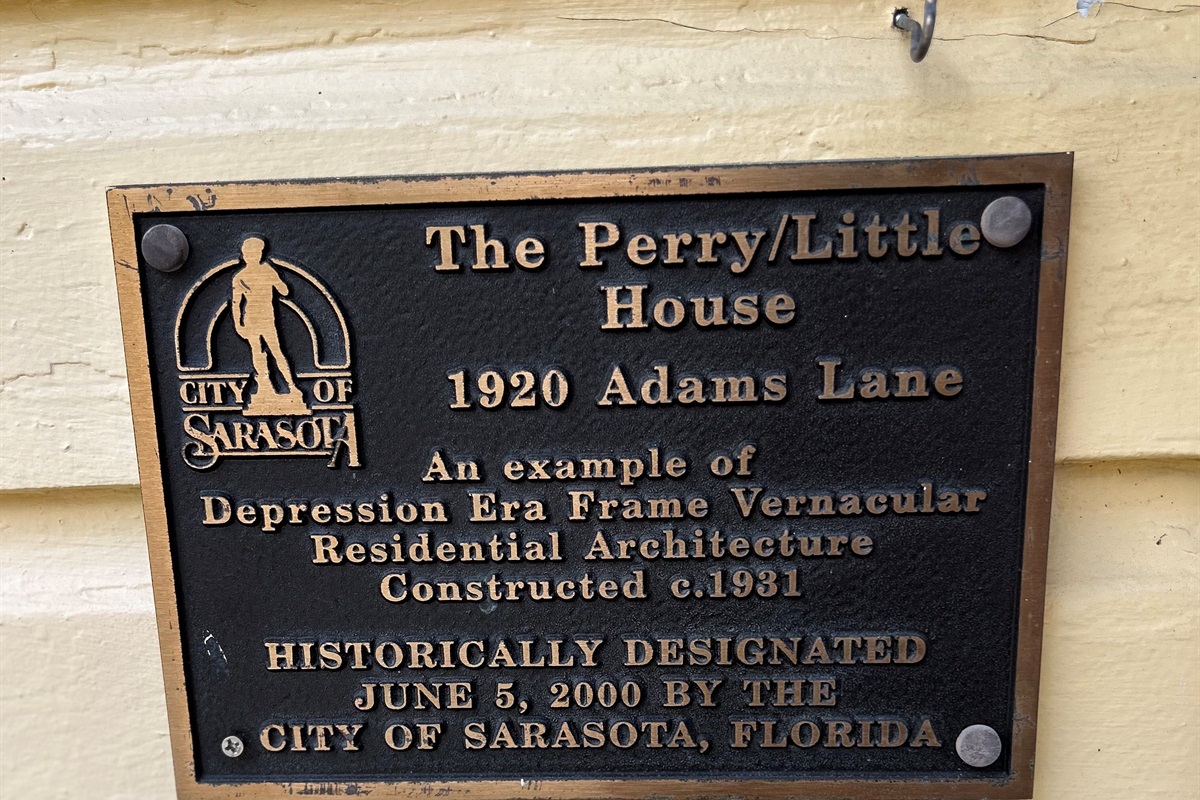 The Perry/Little
House
1920 Adams Lane
CITY OF
SARASOTA
An example of
Depression Era Frame Vernacular
Residential Architecture
Constructed c.1931
HISTORICALLY DESIGNATED
JUNE 5, 2000 BY THE
CITY OF SARASOTA, FLORIDA